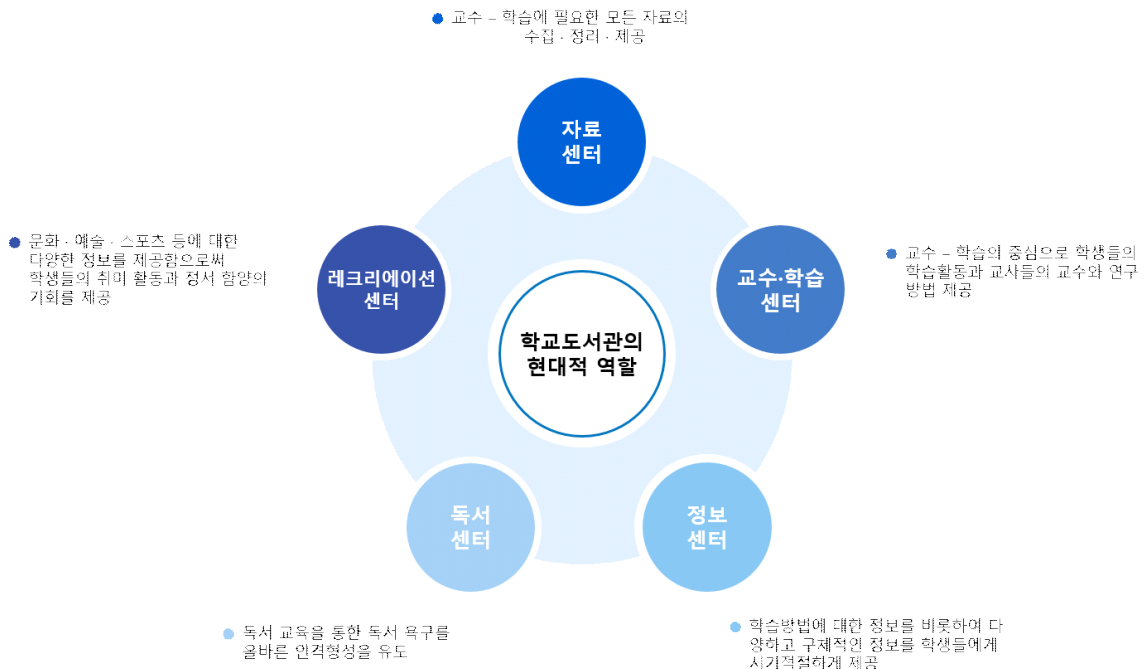 교수 – 학습에 필요한 모든 자료의
수집 · 정리 · 제공
자료
센터
문화 · 예술 · 스포츠 등에 대한
다양한 정보를 제공함으로써
학생들의 취미 활동과 정서 함양의
기회를 제공
레크리에이션
센터
교수·학습
센터
교수 – 학습의 중심으로 학생들의
학습활동과 교사들의 교수와 연구
방법 제공
학교도서관의
현대적 역할
독서
센터
정보
센터
독서 교육을 통한 독서 욕구를
올바른 인격형성을 유도
학습방법에 대한 정보를 비롯하여 다
양하고 구체적인 정보를 학생들에게
시기적절하게 제공